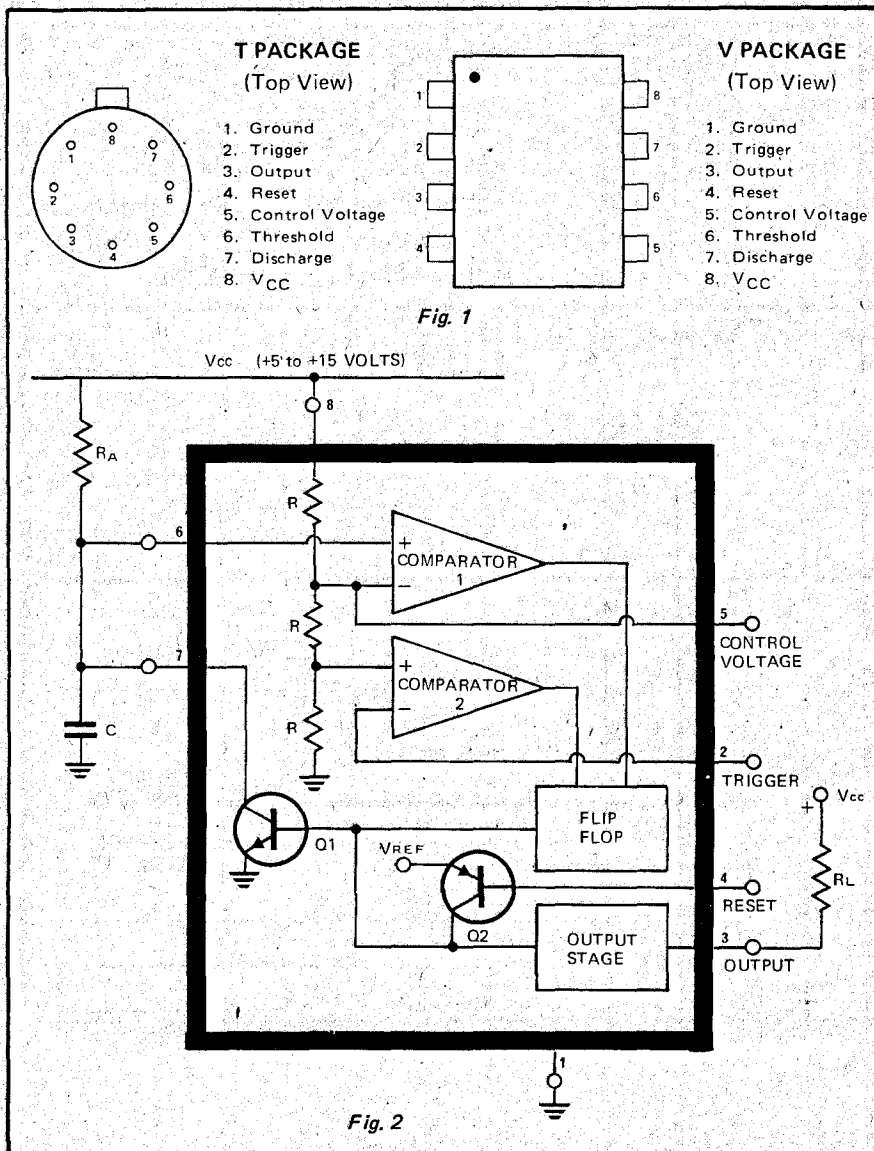 T PACKAGE
(Top View)
1. Ground
2. Trigger
3. Output
4. Reset
5. Control Voltage
6. Threshold
7. Discharge
8. VCC
8
1
7
2
6
3
5
4
1
8
2
7
3
6
4
5
V PACKAGE
(Top View)
1. Ground
2. Trigger
3. Output
4. Reset
5. Control Voltage
6. Threshold
7. Discharge
8. VCC
Fig. 1
Vcc (+5 to +15 VOLTS)
8
RA
R
6
+
COMPARATOR
1
−
5
CONTROL
VOLTAGE
R
7
+
COMPARATOR
2
−
C
R
2
TRIGGER
Vcc
+
FLIP
FLOP
Q1
VREF
4
RESET
RL
Q2
OUTPUT
STAGE
3
OUTPUT
1
Fig. 2